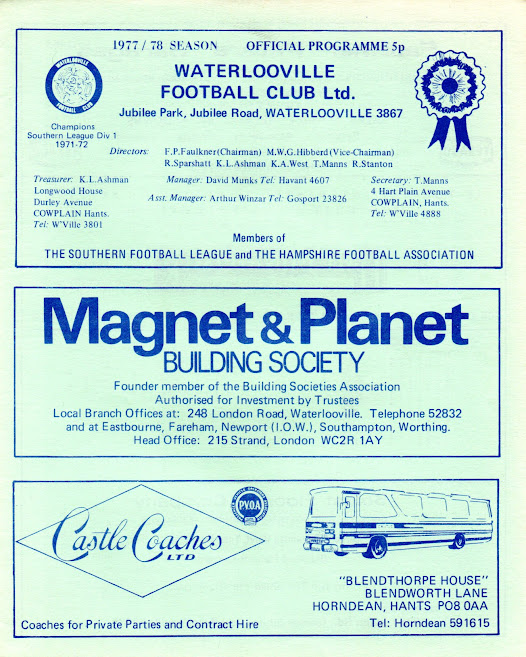 1977/78 SEASON OFFICIAL PROGRAMME 5p
WATERLOOVILLE
FOOTBALL CLUB
WATERLOOVILLE
FOOTBALL CLUB Ltd.
Jubilee Park, Jubilee Road, WATERLOOVILLE 3867
Champions
Southern League Div 1
1971-72
Directors: F.P.Faulkner(Chairman) M.W.G.Hibberd (Vice-Chairman)
R.Sparshatt K.L.Ashman K.A.West T.Manns R.Stanton
Treasurer: K.L.Ashman
Longwood House
Durley Avenue
COWPLAIN Hants.
Tel: W'Ville 3801
Manager: David Munks Tel: Havant 4607
Asst. Manager: Arthur Winzar Tel: Gosport 23826
Secretary: T.Manns
4 Hart Plain Avenue
COWPLAIN, Hants.
Tel: W'Ville 4888
Members of
THE SOUTHERN FOOTBALL LEAGUE and THE HAMPSHIRE FOOTBALL ASSOCIATION
Magnet & Planet
BUILDING SOCIETY
Founder member of the Building Societies Association
Authorised for Investment by Trustees
Local Branch Offices at: 248 London Road, Waterlooville. Telephone 52832
and at Eastbourne, Fareham, Newport (I.O.W.), Southampton, Worthing.
Head Office: 215 Strand, London WC2R 1AY
P.V.O.A
Castle Coaches
LTD
"BLENDTHORPE HOUSE"
BLENDWORTH LANE
HORNDEAN, HANTS PO8 0AA
Coaches for Private Parties and Contract Hire
Tel: Horndean 591615